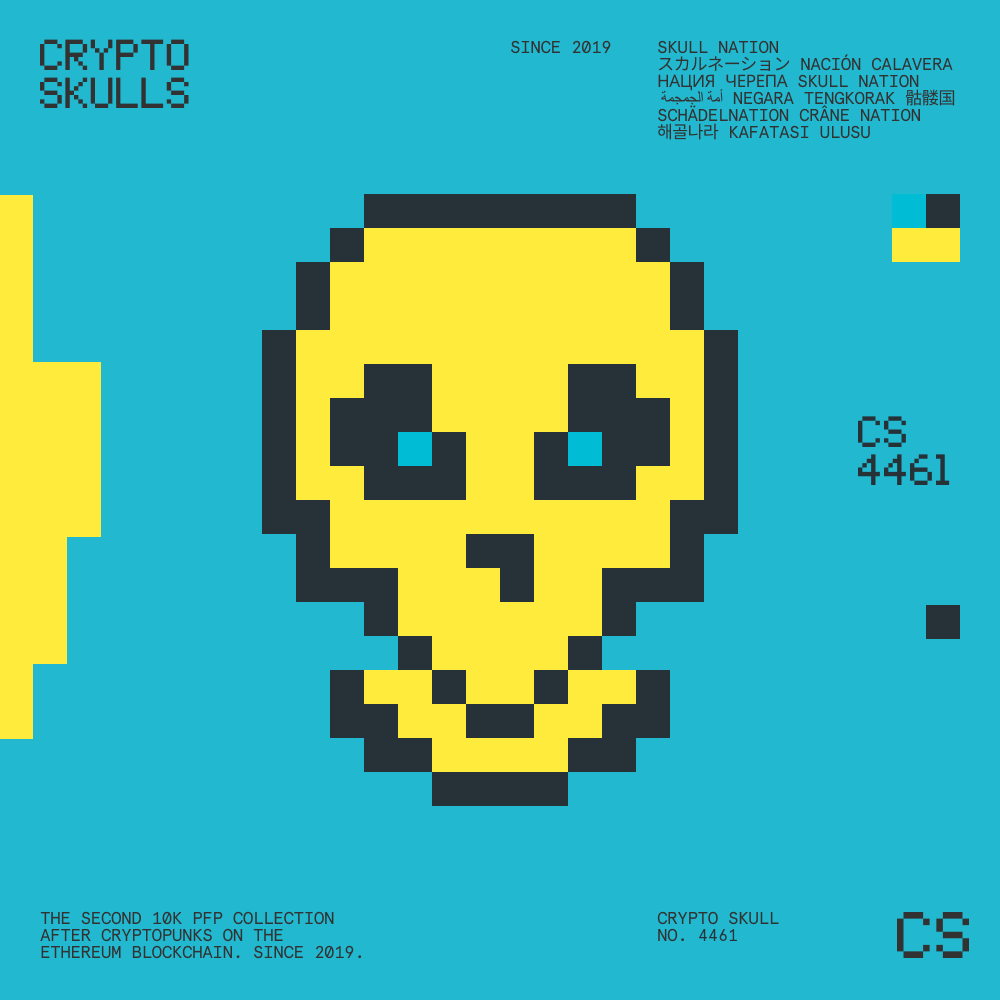 CRYPTO
SKULLS
SINCE 2019
SKULL NATION
スカルネーション NACIÓN CALAVERA
НАЦИЯ ЧЕРЕПА SKULL NATION
أمة الجمجمة NEGARA TENGKORAK 骷髅国
SCHÄDELNATION CRÂNE NATION
해골나라 KAFATASI ULUSU
CS
4461
THE SECOND 10K PFP COLLECTION
AFTER CRYPTOPUNKS ON THE
ETHEREUM BLOCKCHAIN. SINCE 2019.
CRYPTO SKULL
NO. 4461
CS